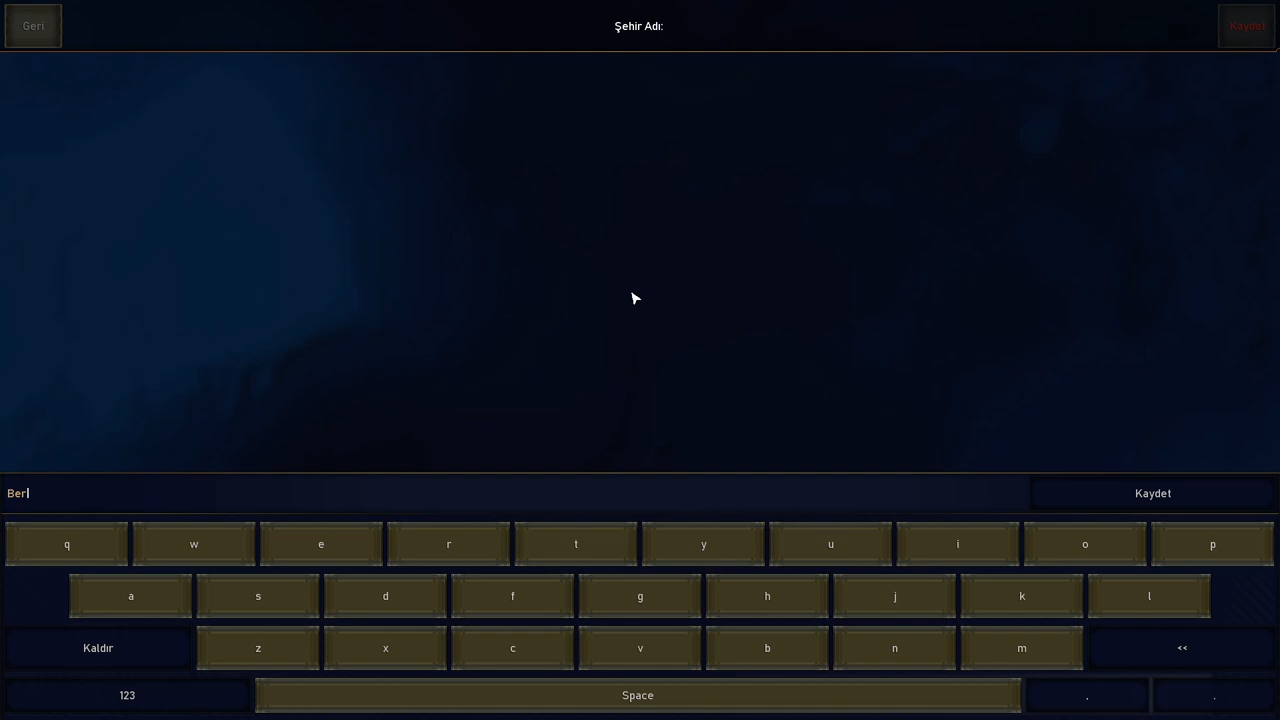 Geri
Şehir Adı:
Kaydet
Ber
Kaydet
q w e r t y u i o p
a s d f g h j k l
Kaldır z x c v b n m <<
123 Space . .